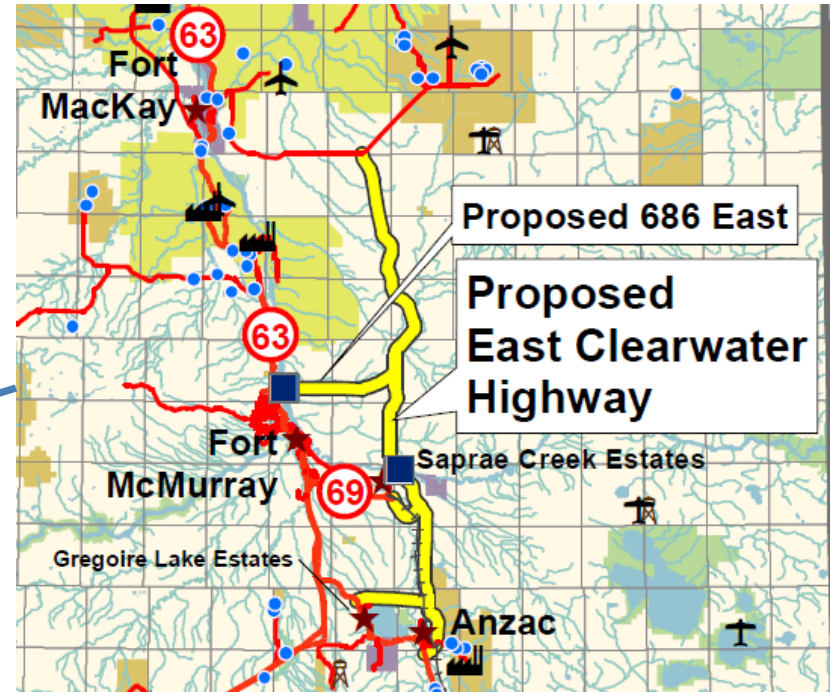 63
Fort
MacKay
Proposed 686 East
Proposed
East Clearwater
Highway
63
Fort
McMurray
Saprae Creek Estates
69
Gregoire Lake Estates
Anzac